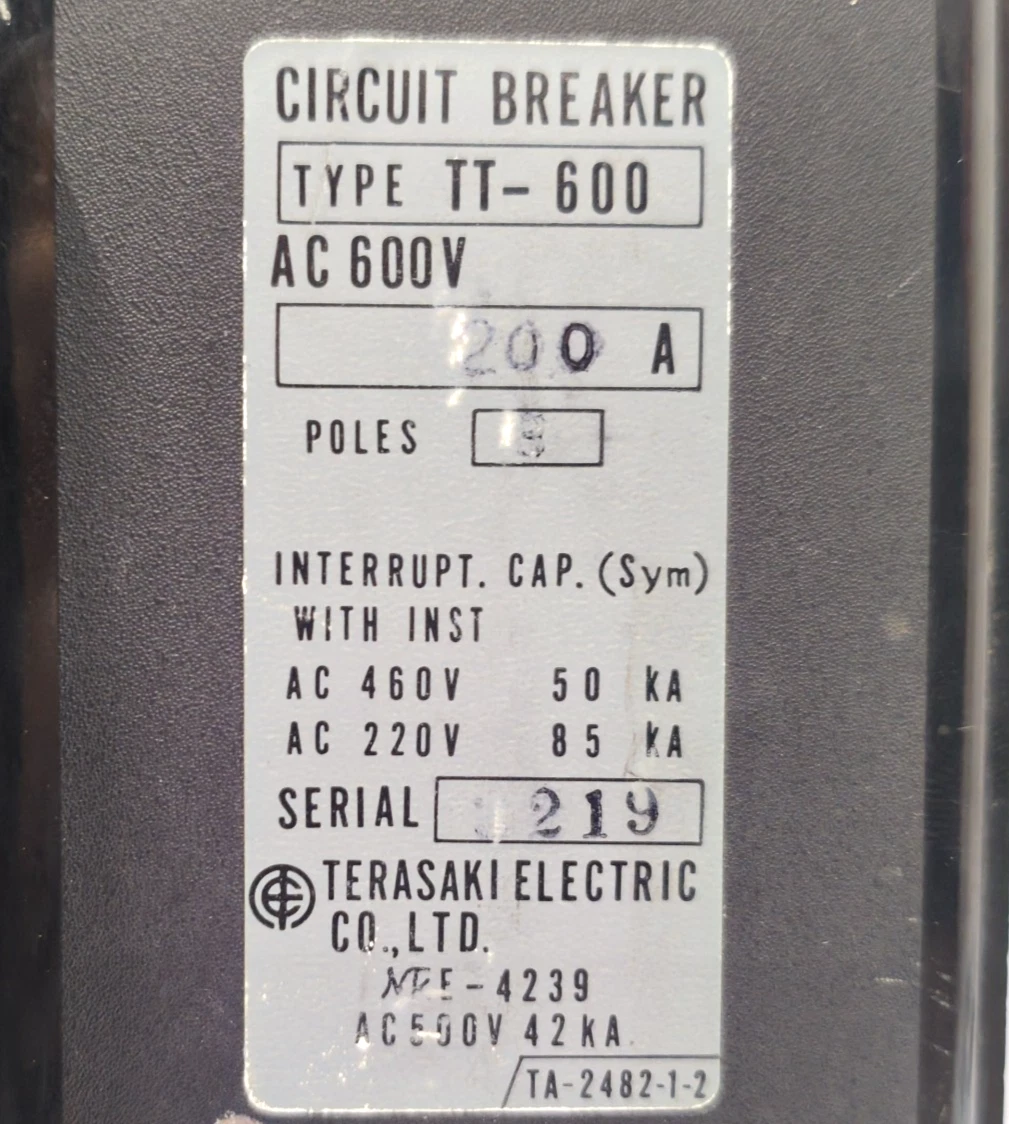 CIRCUIT BREAKER
TYPE TT-600
AC 600V
200 A
POLES
INTERRUPT. CAP. (Sym)
WITH INST
AC 460V 50 kA
AC 220V 85 kA
SERIAL 219
TERASAKI ELECTRIC
CO., LTD.
E-4239
AC500V 42KA
TA-2482-1-2